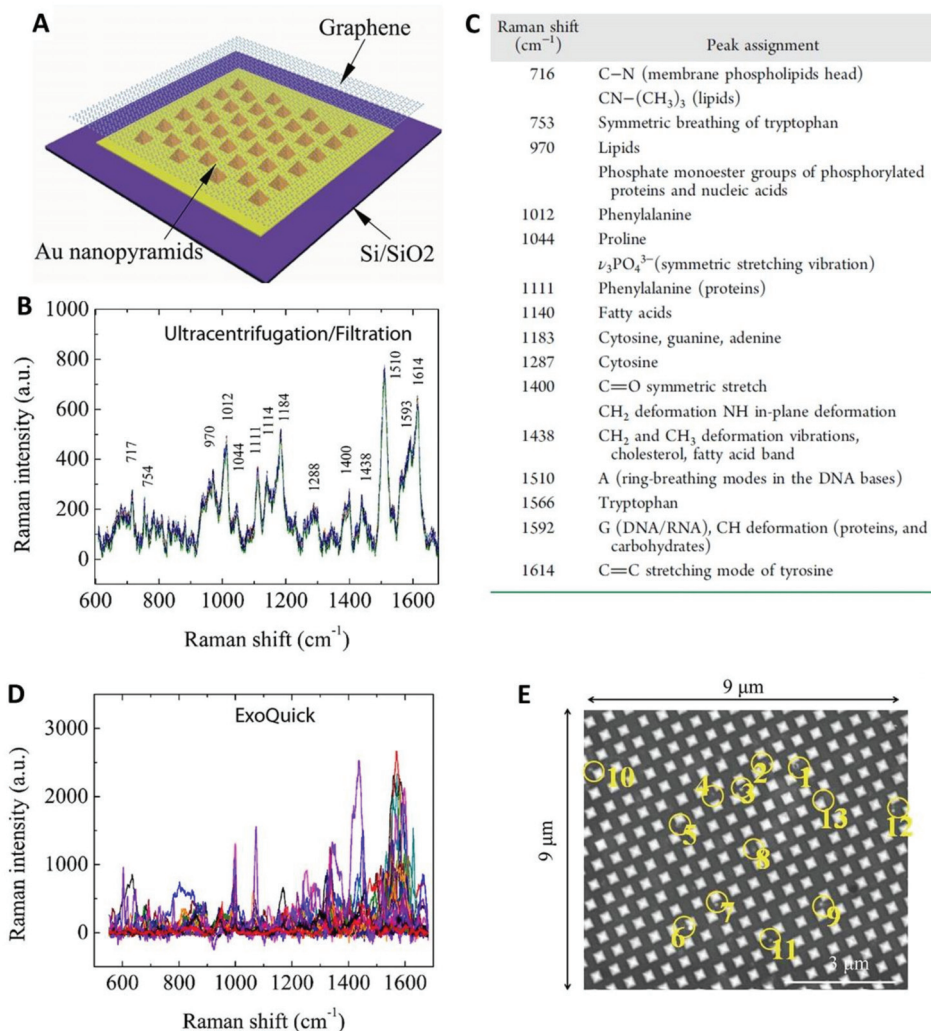 A
Graphene
Au nanopyramids
Si/SiO2
B
Ultracentrifugation/Filtration
Raman intensity (a.u.)
1000
800
600
400
200
0
717
754
970
1012
1044
1111
1114
1184
1288
1400
1438
1510
1593
1614
600 800 1000 1200 1400 1600
Raman shift (cm⁻¹)
C
Raman shift
(cm⁻¹) Peak assignment
716 C−N (membrane phospholipids head)
CN−(CH₃)₃ (lipids)
753 Symmetric breathing of tryptophan
970 Lipids
Phosphate monoester groups of phosphorylated
proteins and nucleic acids
1012 Phenylalanine
1044 Proline
ν₃PO₄³⁻(symmetric stretching vibration)
1111 Phenylalanine (proteins)
1140 Fatty acids
1183 Cytosine, guanine, adenine
1287 Cytosine
1400 C=O symmetric stretch
CH₂ deformation NH in-plane deformation
1438 CH₂ and CH₃ deformation vibrations,
cholesterol, fatty acid band
1510 A (ring-breathing modes in the DNA bases)
1566 Tryptophan
1592 G (DNA/RNA), CH deformation (proteins, and
carbohydrates)
1614 C=C stretching mode of tyrosine
D
ExoQuick
Raman intensity (a.u.)
3000
2000
1000
0
600 800 1000 1200 1400 1600
Raman shift (cm⁻¹)
E
9 μm
9 μm
10
4
3
2
1
5
13
12
8
7
6
9
11
3 μm